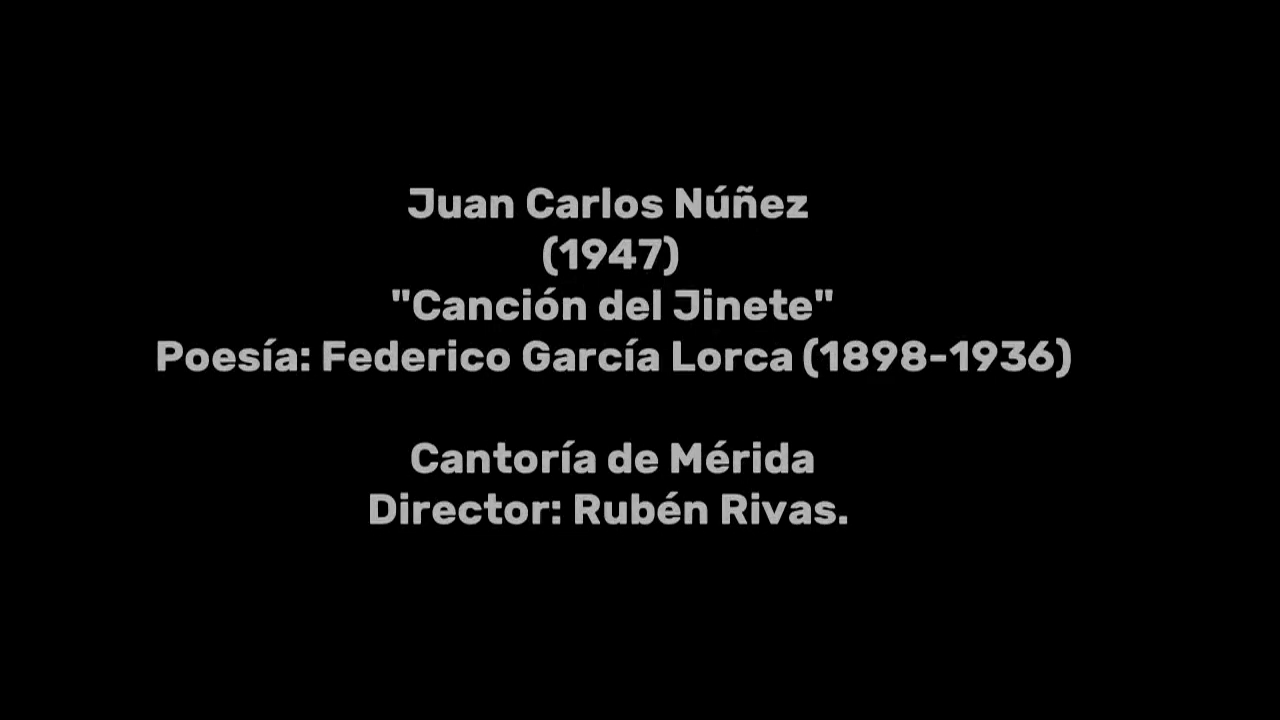 Juan Carlos Núñez
(1947)
"Canción del Jinete"
Poesía: Federico García Lorca (1898-1936)
Cantoría de Mérida
Director: Rubén Rivas.